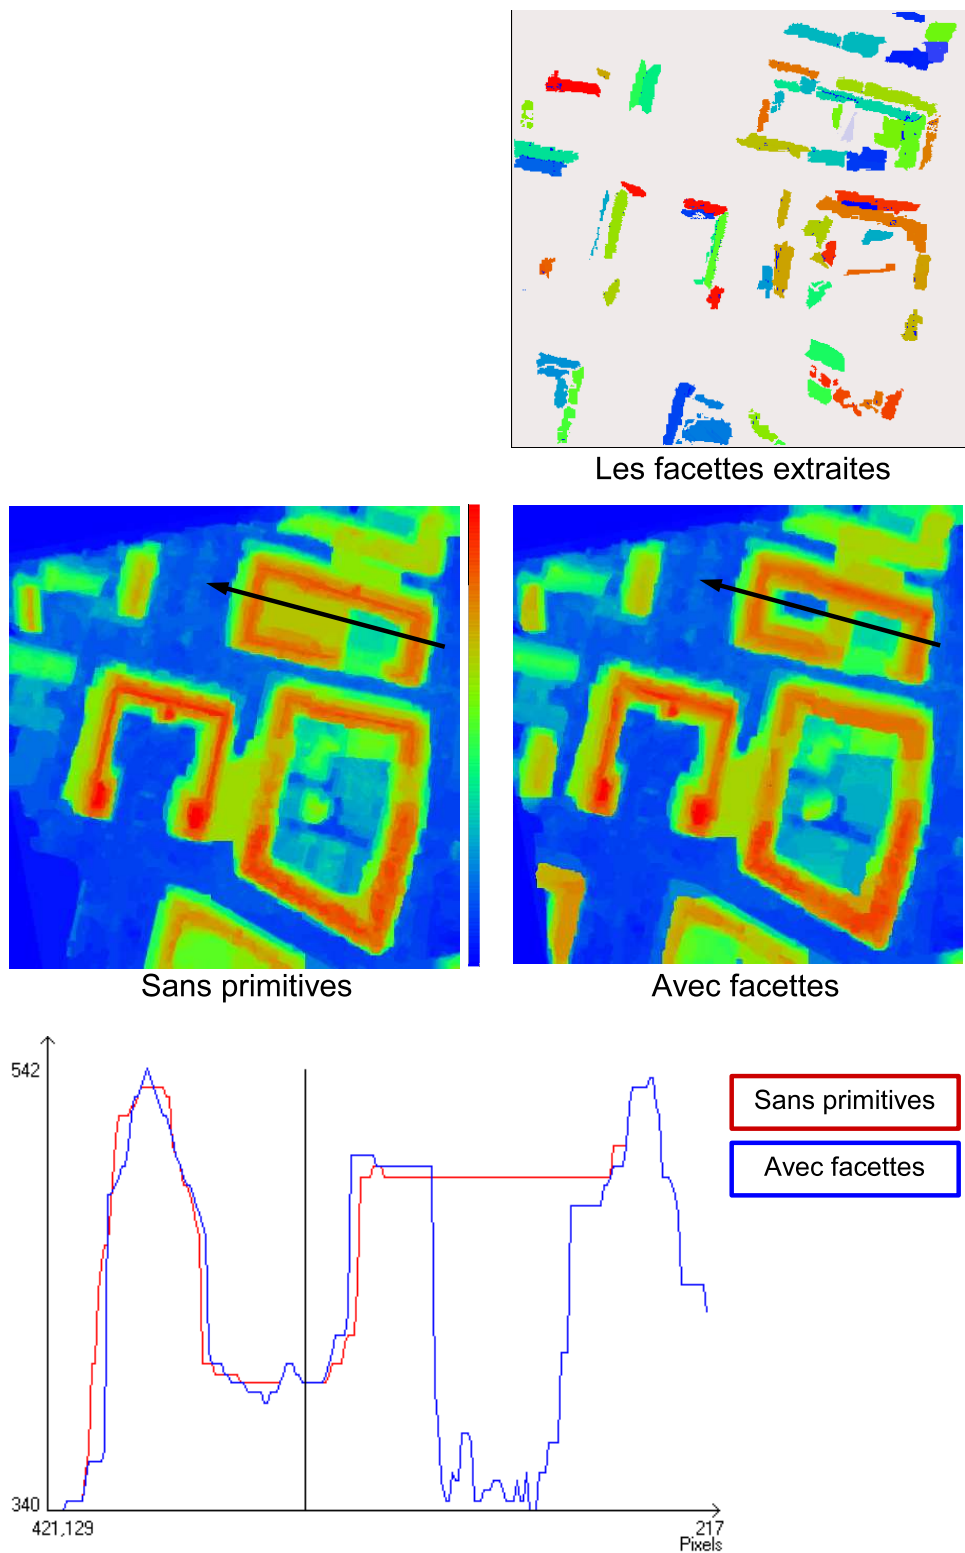 Les facettes extraites
Sans primitives
Avec facettes
542
Sans primitives
Avec facettes
340
421,129
217
Pixels